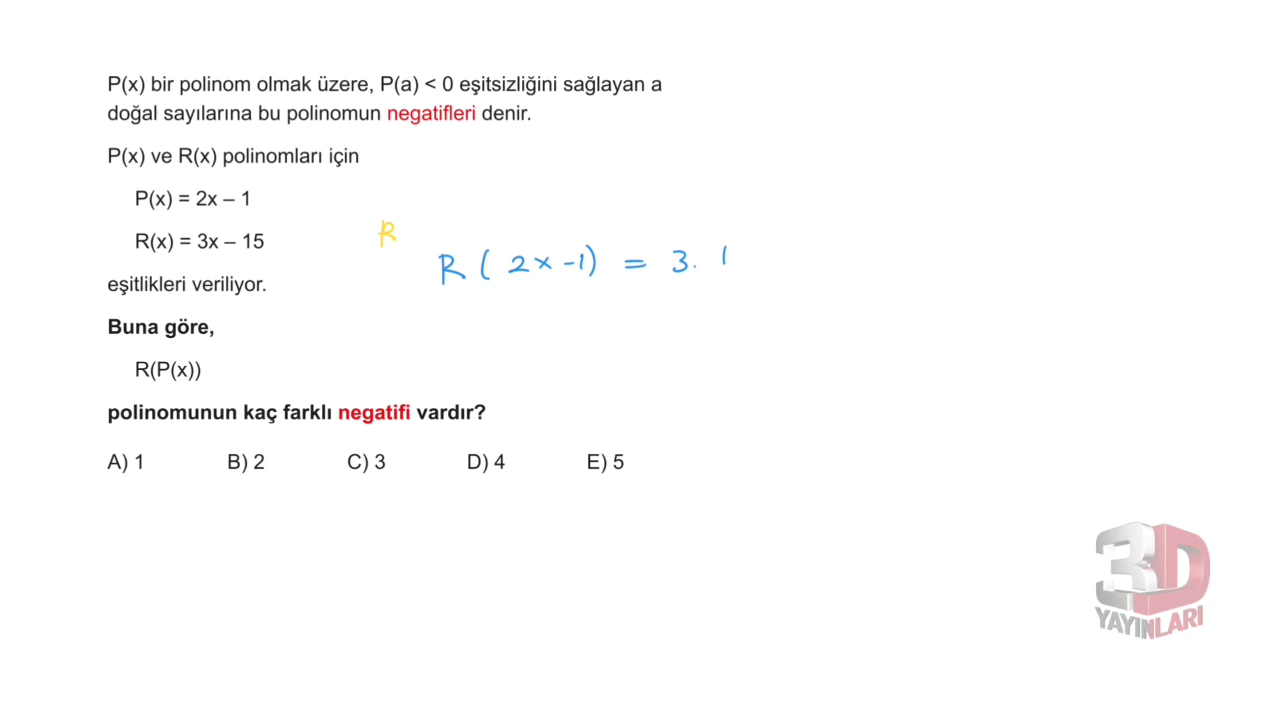 P(x) bir polinom olmak üzere, P(a) < 0 eşitsizliğini sağlayan a
doğal sayılarına bu polinomun negatifleri denir.
P(x) ve R(x) polinomları için
P(x) = 2x – 1
R(x) = 3x – 15
R
R ( 2x -1) = 3. (
eşitlikleri veriliyor.
Buna göre,
R(P(x))
polinomunun kaç farklı negatifi vardır?
A) 1 B) 2 C) 3 D) 4 E) 5
3D
YAYINLARI